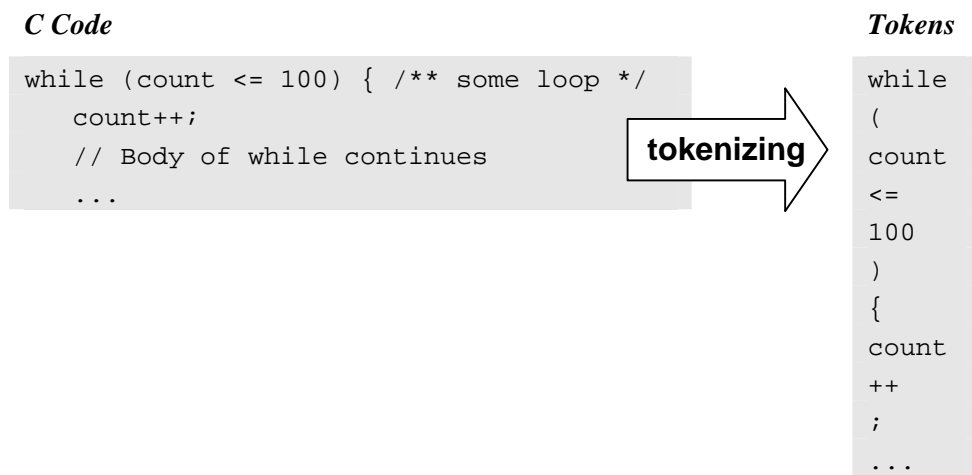 C Code
while (count <= 100) { /** some loop */
count++;
// Body of while continues
...
tokenizing
Tokens
while
(
count
<=
100
)
{
count
++
;
...